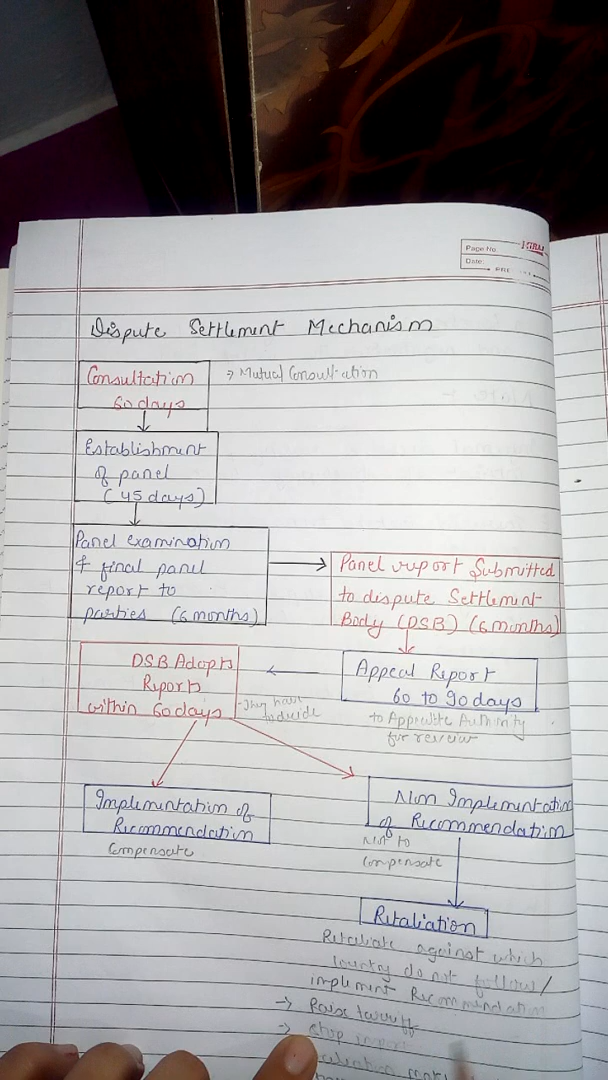 Page No.
Date:
Dispute Settlement Mechanism
Consultation
60 days
→ Mutual Consultation
Establishment
of panel
(45 days)
Panel examination
& final panel
report to
parties (6 months)
Panel report Submitted
to dispute Settlement
Body (DSB) (6 months)
DSB Adopts
Reports
within 60 days
- They have
to decide
Appeal Report
60 to 90 days
to Appellate Authority
for review
Implementation of
Recommendation
Compensate
Non Implementation
of Recommendation
Not to
Compensate
Retaliation
Retaliate against which
Country do not follow/
implement Recommendation
→ Raise tariff
→ Stop import